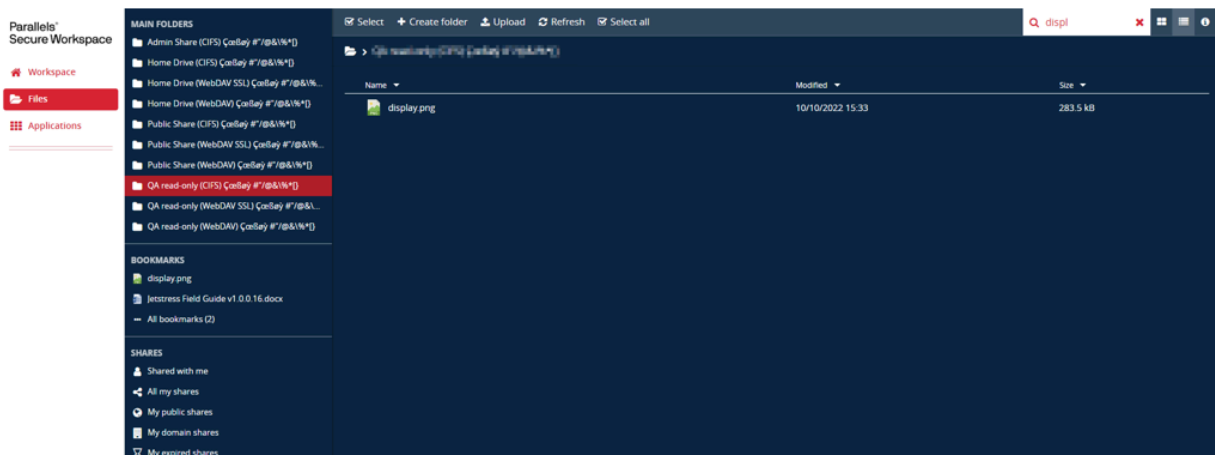 Parallels®
Secure Workspace
Workspace
Files
Applications
MAIN FOLDERS
Admin Share (CIFS) Çœßøÿ #"/@&\%*[}
Home Drive (CIFS) Çœßøÿ #"/@&\%*[}
Home Drive (WebDAV SSL) Çœßøÿ #"/@&\%...
Home Drive (WebDAV) Çœßøÿ #"/@&\%*[}
Public Share (CIFS) Çœßøÿ #"/@&\%*[}
Public Share (WebDAV SSL) Çœßøÿ #"/@&\%...
Public Share (WebDAV) Çœßøÿ #"/@&\%*[}
QA read-only (CIFS) Çœßøÿ #"/@&\%*[}
QA read-only (WebDAV SSL) Çœßøÿ #"/@&\...
QA read-only (WebDAV) Çœßøÿ #"/@&\%*[}
BOOKMARKS
display.png
Jetstress Field Guide v1.0.0.16.docx
All bookmarks (2)
SHARES
Shared with me
All my shares
My public shares
My domain shares
My expired shares
Select Create folder Upload Refresh Select all displ
Name Modified Size
display.png 10/10/2022 15:33 283.5 kB